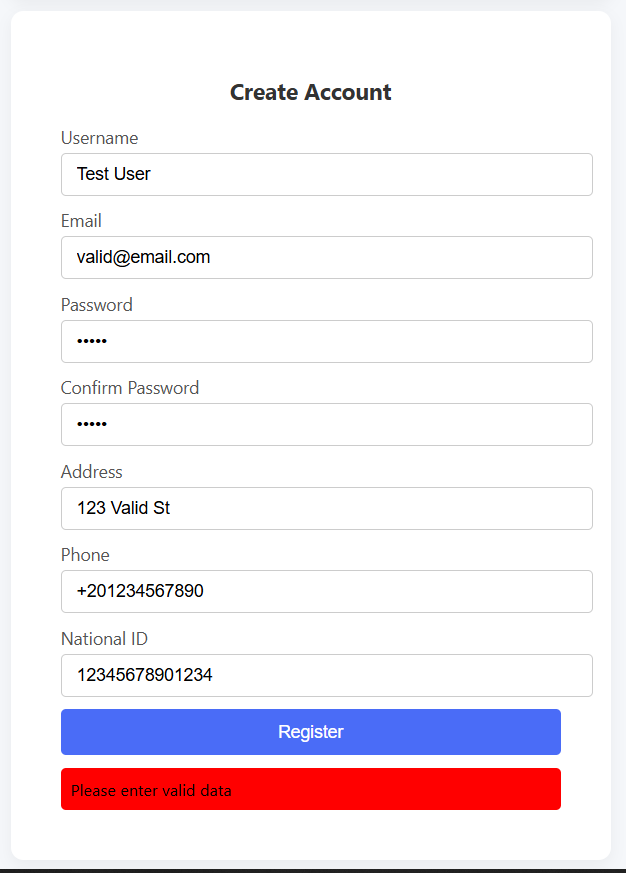 Create Account
Username
Test User
Email
valid@email.com
Password
•••••
Confirm Password
•••••
Address
123 Valid St
Phone
+201234567890
National ID
12345678901234
Register
Please enter valid data